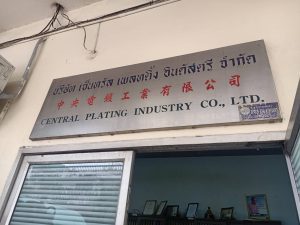 บริษัท เซ็นทรัล เพลทติ้ง อินดัสตรี จำกัด
中央電鍍工業有限公司
CENTRAL PLATING INDUSTRY CO., LTD.